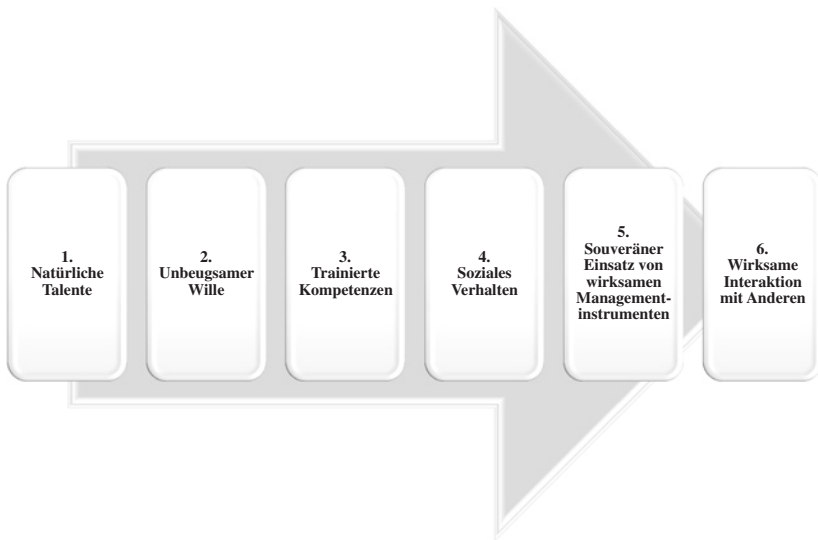 1.
Natürliche
Talente
2.
Unbeugsamer
Wille
3.
Trainierte
Kompetenzen
4.
Soziales
Verhalten
5.
Souveräner
Einsatz von
wirksamen
Management-
instrumenten
6.
Wirksame
Interaktion
mit Anderen